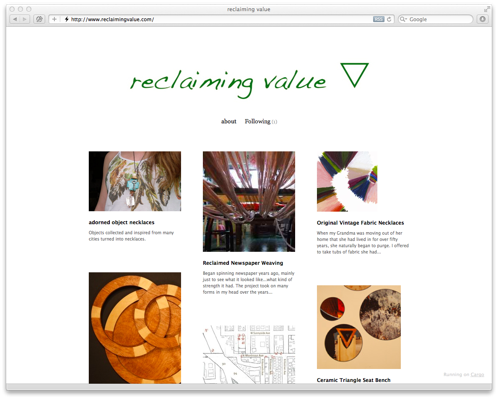 reclaiming value
http://www.reclaimingvalue.com/
Google
reclaiming value
about Following (1)
adorned object necklaces
Objects collected and inspired from many
cities turned into necklaces.
Reclaimed Newspaper Weaving
Began spinning newspaper years ago, mainly
just to see what it looked like...what kind of
strength it had. The project took on many
forms in my head over the years...
Original Vintage Fabric Necklaces
When my Grandma was moving out of her
home that she had lived in for over fifty
years, she naturally began to purge. I offered
to take tubs of fabric she had...
Ceramic Triangle Seat Bench
Running on Cargo